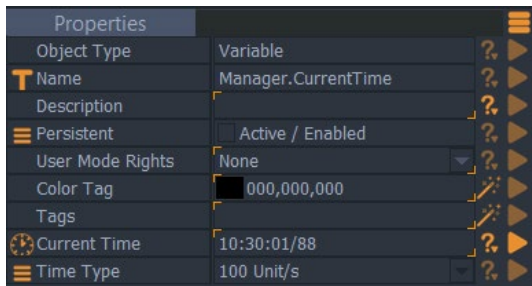 Properties
Object Type Variable
Name Manager.CurrentTime
Description
Persistent Active / Enabled
User Mode Rights None
Color Tag 000,000,000
Tags
Current Time 10:30:01/88
Time Type 100 Unit/s